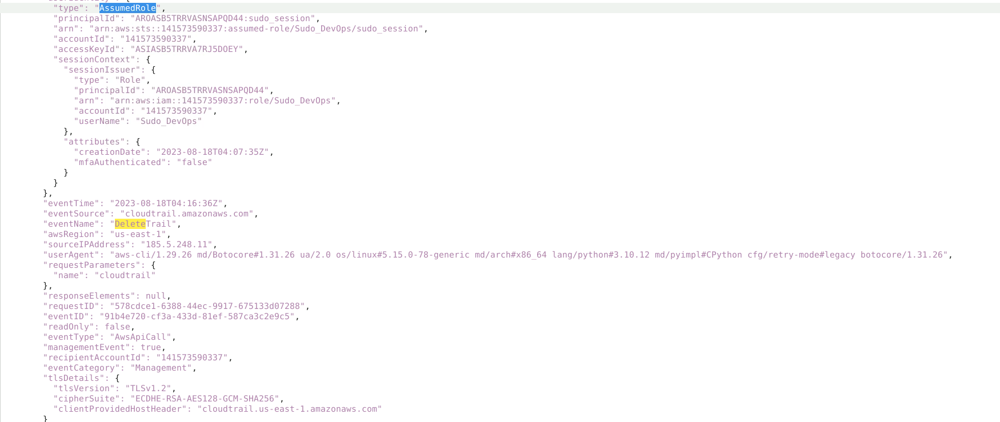 "type": "AssumedRole",
"principalId": "AROASB5TRRVASNSAPQD44:sudo_session",
"arn": "arn:aws:sts::141573590337:assumed-role/Sudo_DevOps/sudo_session",
"accountId": "141573590337",
"accessKeyId": "ASIASB5TRRVA7RJ5DOEY",
"sessionContext": {
"sessionIssuer": {
"type": "Role",
"principalId": "AROASB5TRRVASNSAPQD44",
"arn": "arn:aws:iam::141573590337:role/Sudo_DevOps",
"accountId": "141573590337",
"userName": "Sudo_DevOps"
},
"attributes": {
"creationDate": "2023-08-18T04:07:35Z",
"mfaAuthenticated": "false"
}
}
},
"eventTime": "2023-08-18T04:16:36Z",
"eventSource": "cloudtrail.amazonaws.com",
"eventName": "DeleteTrail",
"awsRegion": "us-east-1",
"sourceIPAddress": "185.5.248.11",
"userAgent": "aws-cli/1.29.26 md/Botocore#1.31.26 ua/2.0 os/linux#5.15.0-78-generic md/arch#x86_64 lang/python#3.10.12 md/pyimpl#CPython cfg/retry-mode#legacy botocore/1.31.26",
"requestParameters": {
"name": "cloudtrail"
},
"responseElements": null,
"requestID": "578cdce1-6388-44ec-9917-675133d07288",
"eventID": "91b4e720-cf3a-433d-81ef-587ca3c2e9c5",
"readOnly": false,
"eventType": "AwsApiCall",
"managementEvent": true,
"recipientAccountId": "141573590337",
"eventCategory": "Management",
"tlsDetails": {
"tlsVersion": "TLSv1.2",
"cipherSuite": "ECDHE-RSA-AES128-GCM-SHA256",
"clientProvidedHostHeader": "cloudtrail.us-east-1.amazonaws.com"
}